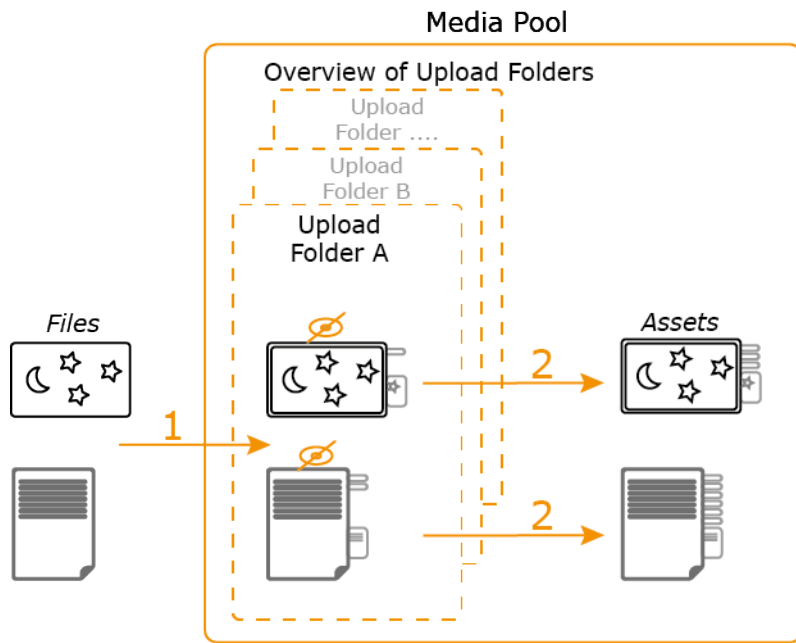 Media Pool
Overview of Upload Folders
Upload
Folder ....
Upload
Folder B
Upload
Folder A
Files
Assets
2
1
2